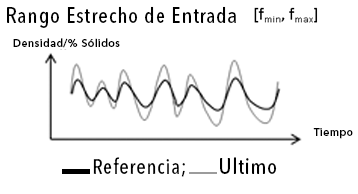 Rango Estrecho de Entrada [fmin, fmax]
Densidad/% Sólidos
Tiempo
Referencia; Ultimo